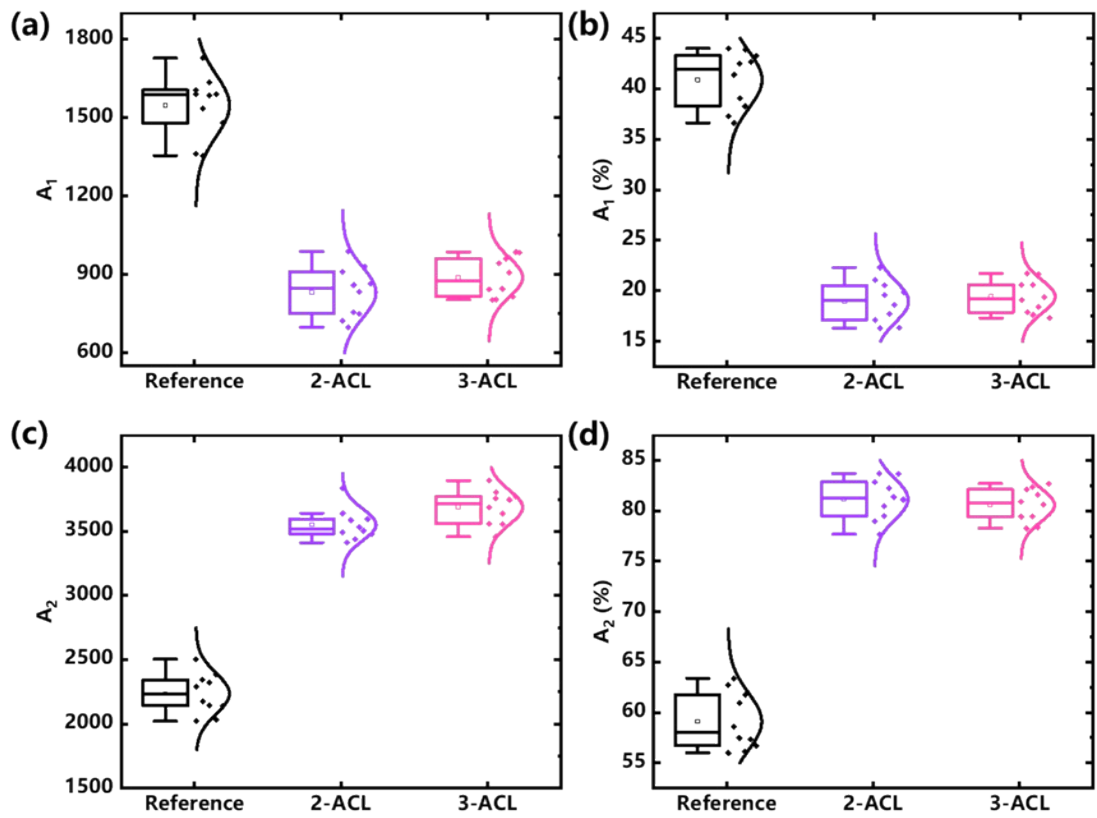 (a)
1800
1500
1200
900
600
A₁
Reference 2-ACL 3-ACL
(b)
45
40
35
30
25
20
15
A₁ (%)
Reference 2-ACL 3-ACL
(c)
4000
3500
3000
2500
2000
1500
A₂
Reference 2-ACL 3-ACL
(d)
85
80
75
70
65
60
55
A₂ (%)
Reference 2-ACL 3-ACL